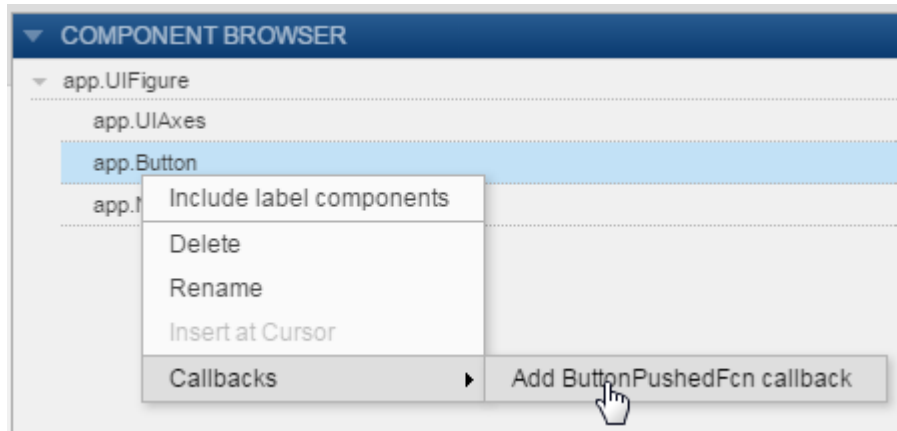 COMPONENT BROWSER
app.UIFigure
app.UIAxes
app.Button
app.
Include label components
Delete
Rename
Insert at Cursor
Callbacks
Add ButtonPushedFcn callback